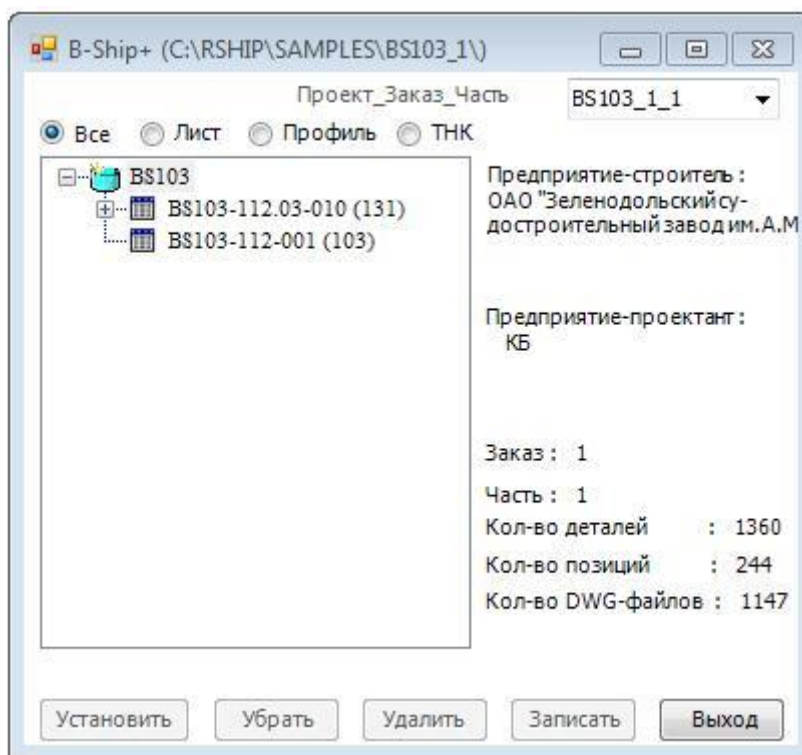 B-Ship+ (C:\RSHIP\SAMPLES\BS103_1\)
Проект_Заказ_Часть BS103_1_1
Все Лист Профиль ТНК
BS103
BS103-112.03-010 (131)
BS103-112-001 (103)
Предприятие-строитель :
ОАО "Зеленодольскийсу-
достроительный завод им.А.М
Предприятие-проектант :
КБ
Заказ : 1
Часть : 1
Кол-во деталей : 1360
Кол-во позиций : 244
Кол-во DWG-файлов : 1147
Установить Убрать Удалить Записать Выход